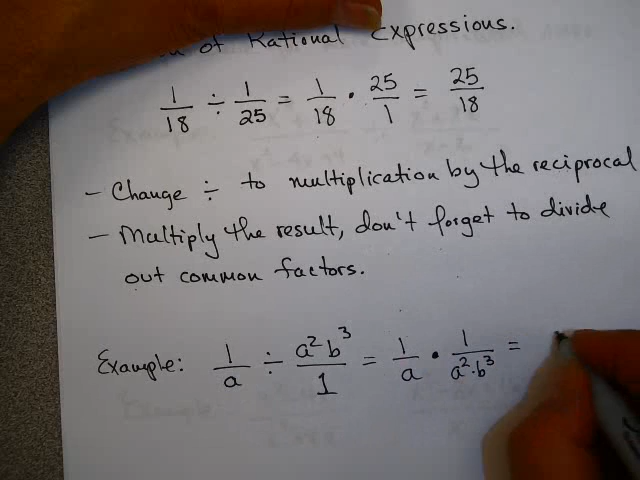 of Rational Expressions.
1/18 ÷ 1/25 = 1/18 · 25/1 = 25/18
- Change ÷ to multiplication by the reciprocal
- Multiply the result, don't forget to divide
out common factors.
Example: 1/a ÷ a²b³/1 = 1/a · 1/a²·b³ =